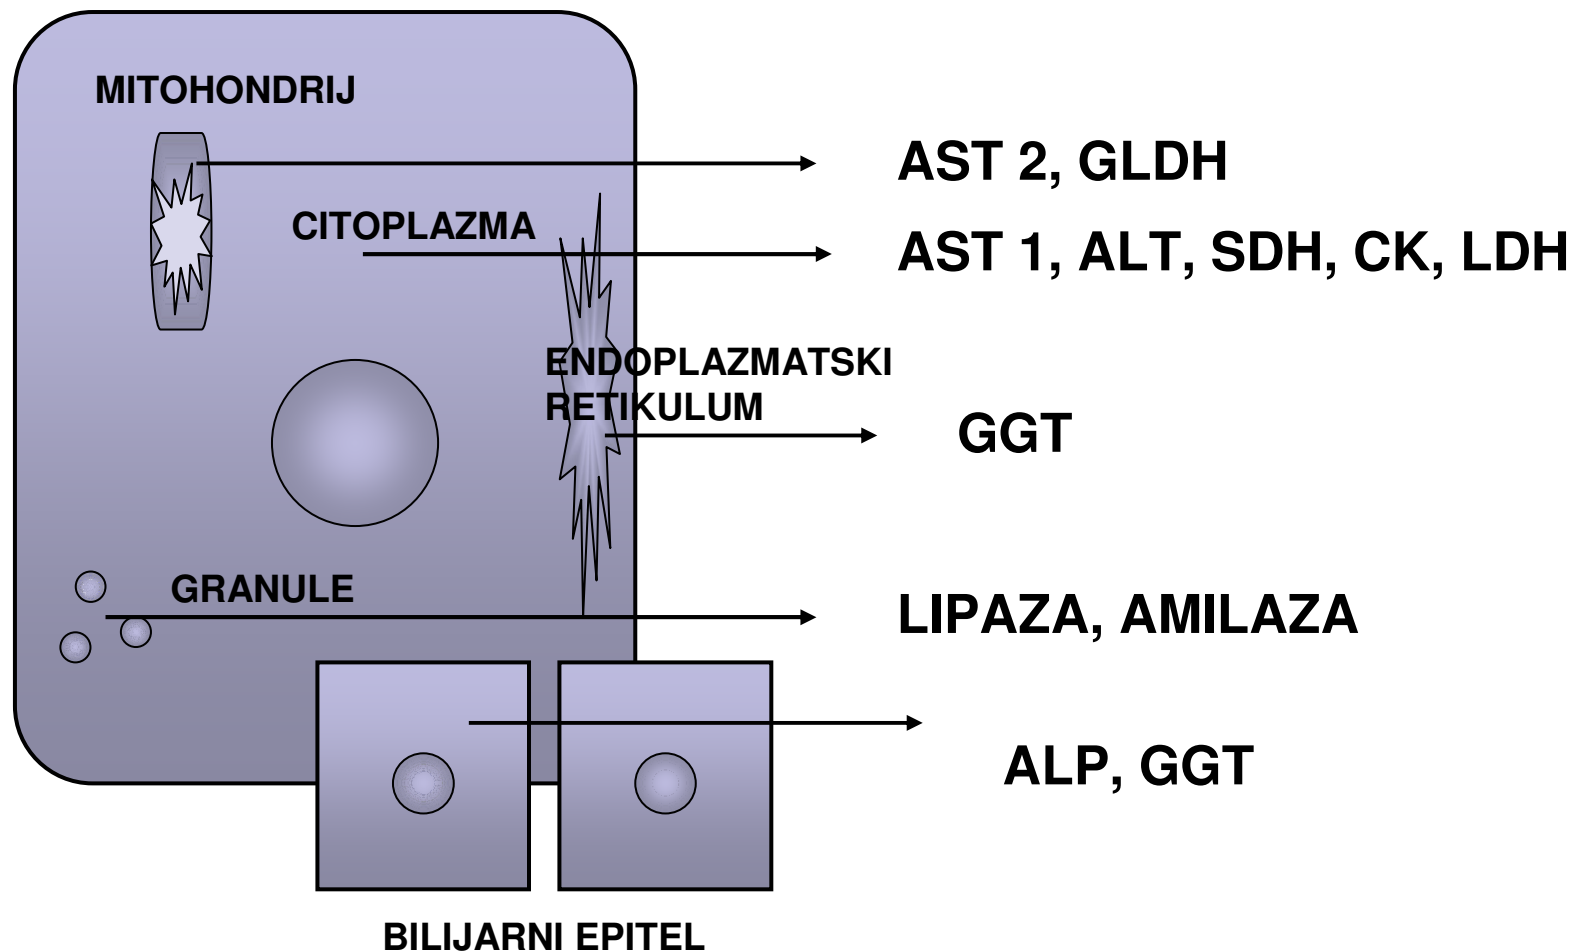 MITOHONDRIJ
AST 2, GLDH
CITOPLAZMA
AST 1, ALT, SDH, CK, LDH
ENDOPLAZMATSKI
RETIKULUM
GGT
GRANULE
LIPAZA, AMILAZA
ALP, GGT
BILIJARNI EPITEL